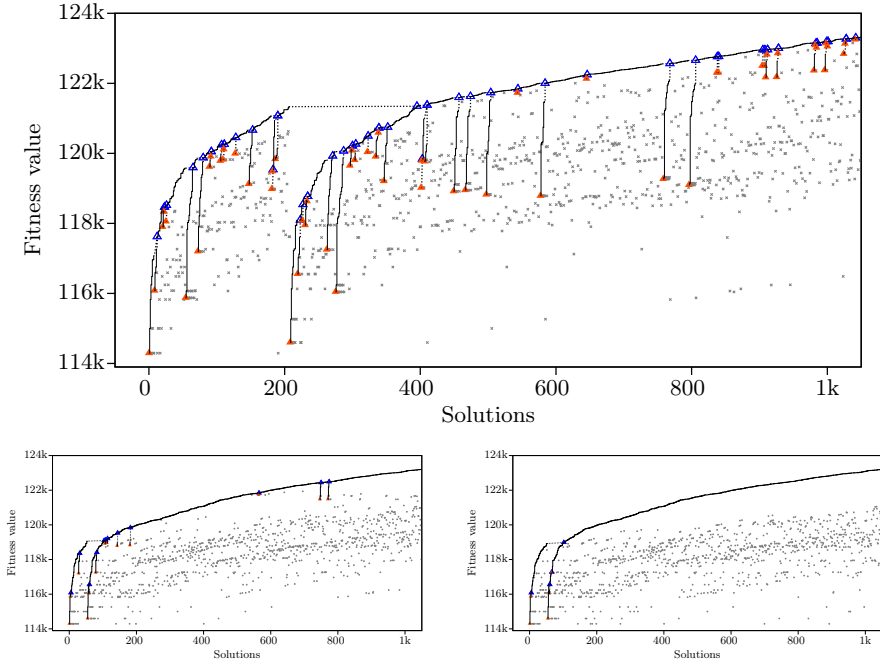 124k
122k
120k
118k
116k
114k
Fitness value
0 200 400 600 800 1k
Solutions
124k
122k
120k
118k
116k
114k
Fitness value
0 200 400 600 800 1k
Solutions
124k
122k
120k
118k
116k
114k
Fitness value
0 200 400 600 800 1k
Solutions